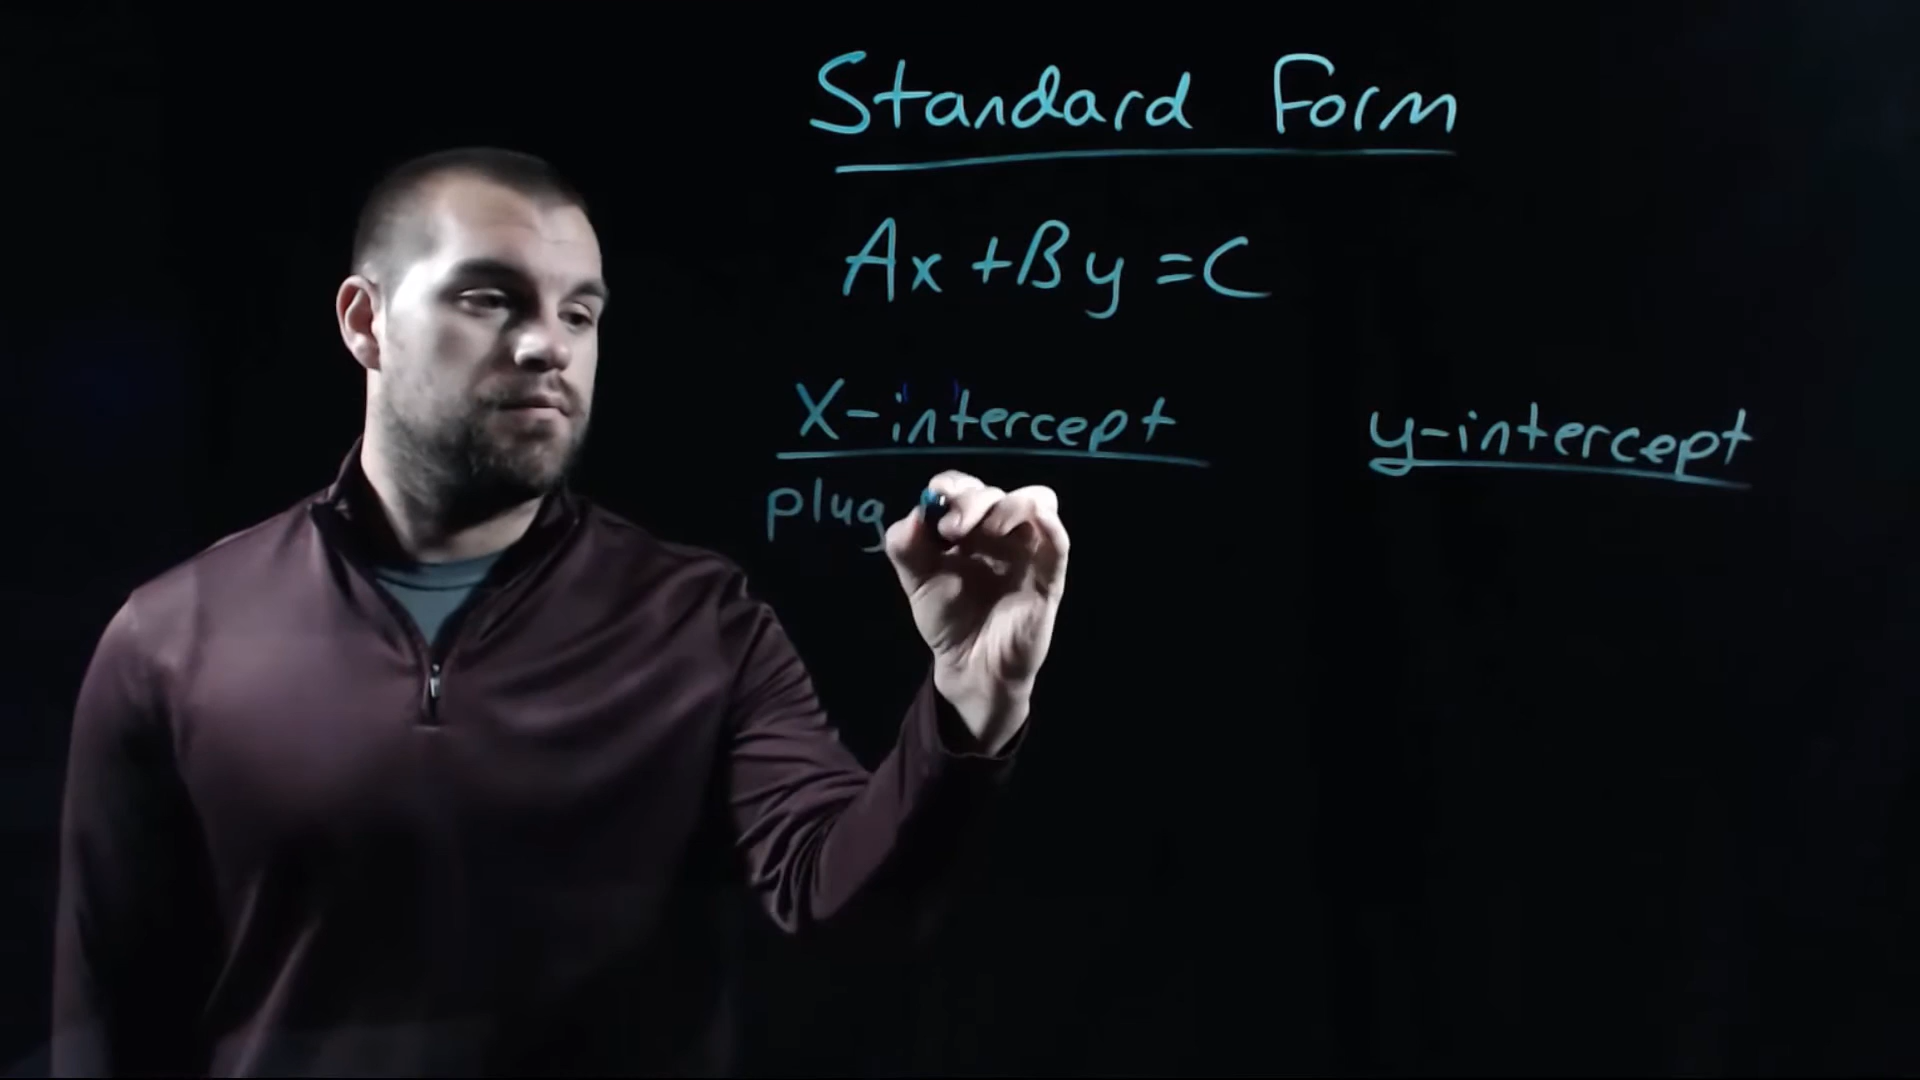 Standard Form
Ax + By = C
X-intercept
y-intercept
plug